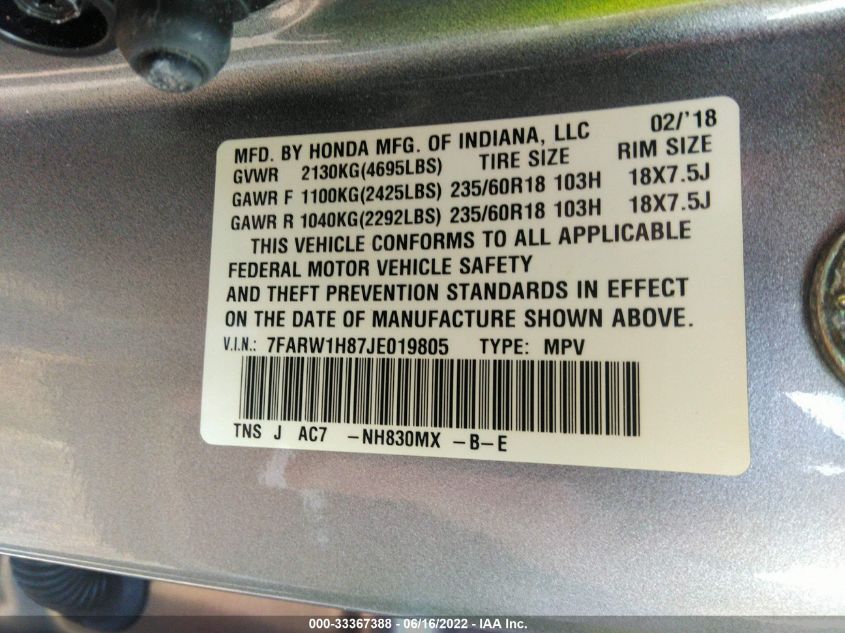 MFD. BY HONDA MFG. OF INDIANA, LLC 02/'18
GVWR 2130KG(4695LBS) TIRE SIZE RIM SIZE
GAWR F 1100KG(2425LBS) 235/60R18 103H 18X7.5J
GAWR R 1040KG(2292LBS) 235/60R18 103H 18X7.5J
THIS VEHICLE CONFORMS TO ALL APPLICABLE
FEDERAL MOTOR VEHICLE SAFETY
AND THEFT PREVENTION STANDARDS IN EFFECT
ON THE DATE OF MANUFACTURE SHOWN ABOVE.
V.I.N.: 7FARW1H87JE019805 TYPE: MPV
TNS J AC7 -NH830MX -B-E
000-33367388 - 06/16/2022 - IAA Inc.